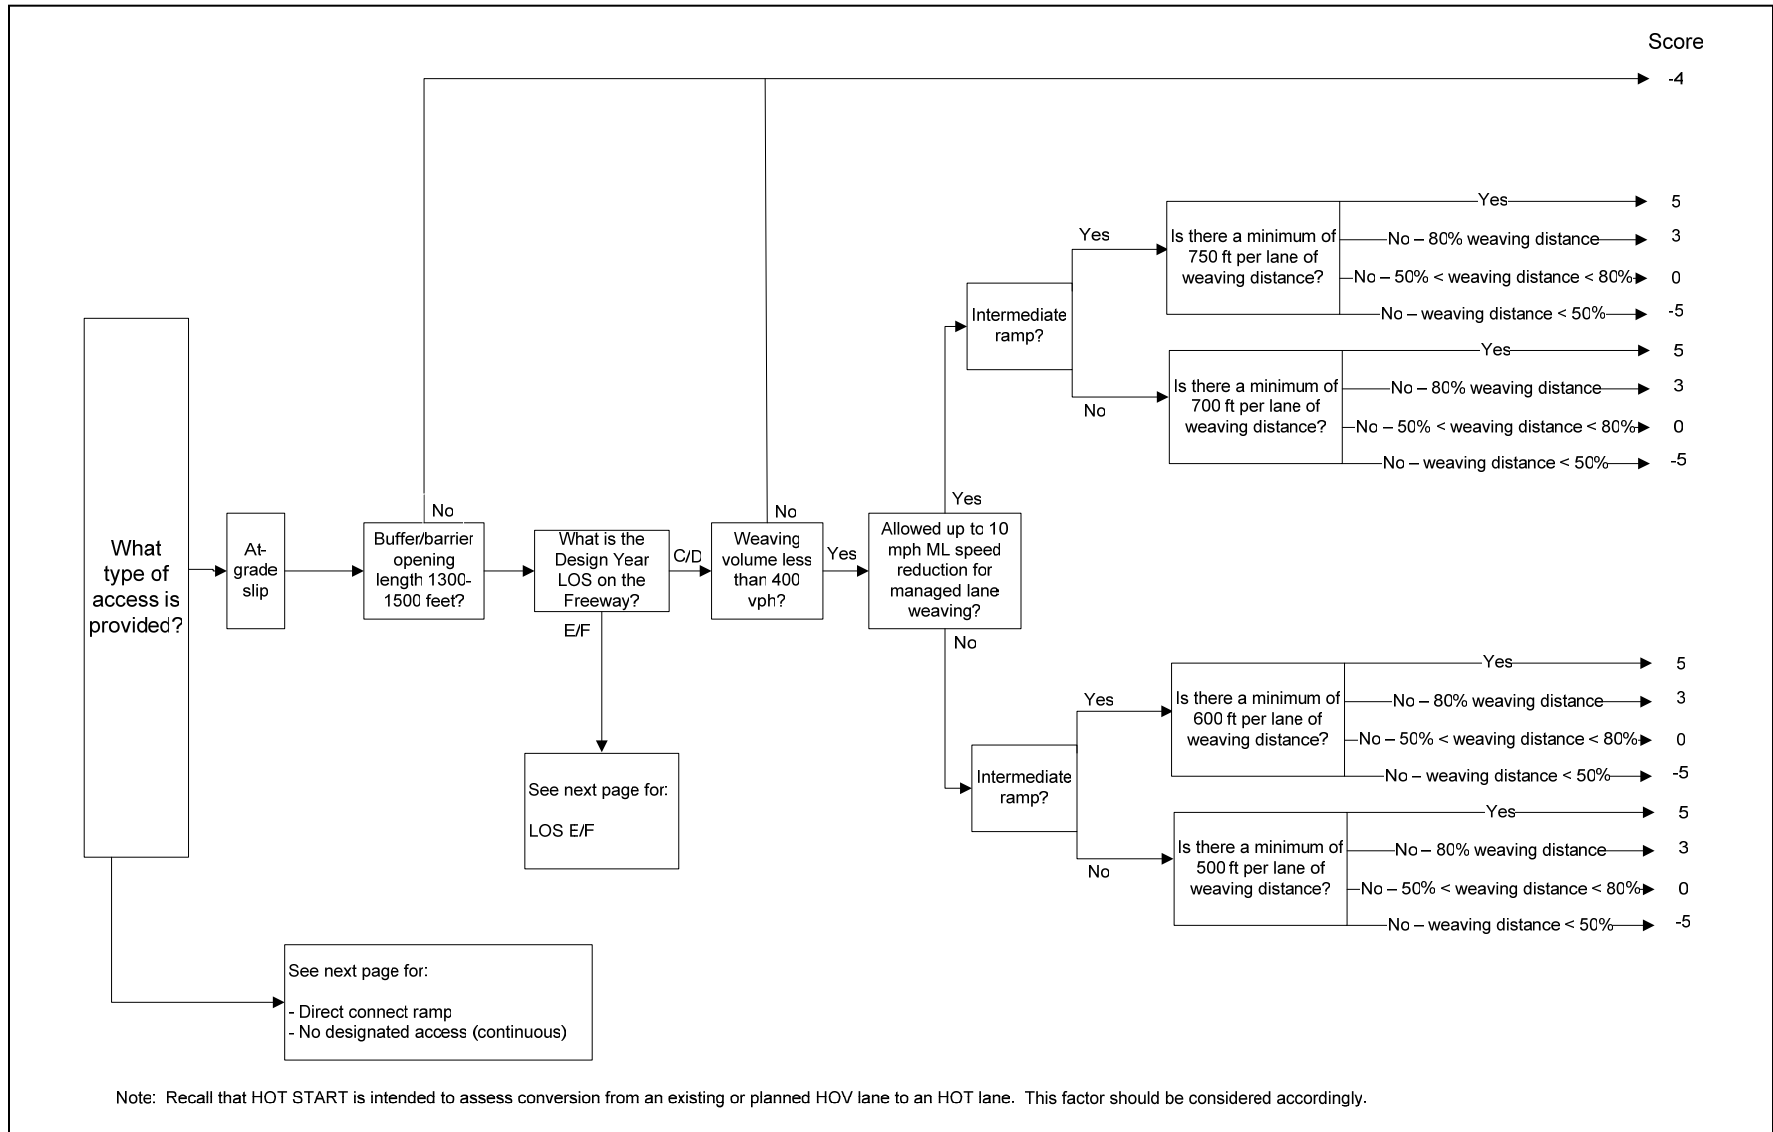 Score
-4
What
type of
access is
provided?
At-
grade
slip
No
Buffer/barrier
opening
length 1300-
1500 feet?
What is the
Design Year
LOS on the
Freeway?
C/D
E/F
See next page for:
LOS E/F
No
Weaving
volume less
than 400
vph?
Yes
Allowed up to 10
mph ML speed
reduction for
managed lane
weaving?
Yes
Intermediate
ramp?
Yes
Is there a minimum of
750 ft per lane of
weaving distance?
Yes 5
No – 80% weaving distance 3
No – 50% < weaving distance < 80% 0
No – weaving distance < 50% -5
No
Is there a minimum of
700 ft per lane of
weaving distance?
Yes 5
No – 80% weaving distance 3
No – 50% < weaving distance < 80% 0
No – weaving distance < 50% -5
No
Intermediate
ramp?
Yes
Is there a minimum of
600 ft per lane of
weaving distance?
Yes 5
No – 80% weaving distance 3
No – 50% < weaving distance < 80% 0
No – weaving distance < 50% -5
No
Is there a minimum of
500 ft per lane of
weaving distance?
Yes 5
No – 80% weaving distance 3
No – 50% < weaving distance < 80% 0
No – weaving distance < 50% -5
See next page for:
- Direct connect ramp
- No designated access (continuous)
Note: Recall that HOT START is intended to assess conversion from an existing or planned HOV lane to an HOT lane. This factor should be considered accordingly.